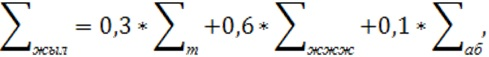 ∑жыл = 0,3 * ∑т +0,6 * ∑жжж +0,1 * ∑аб,